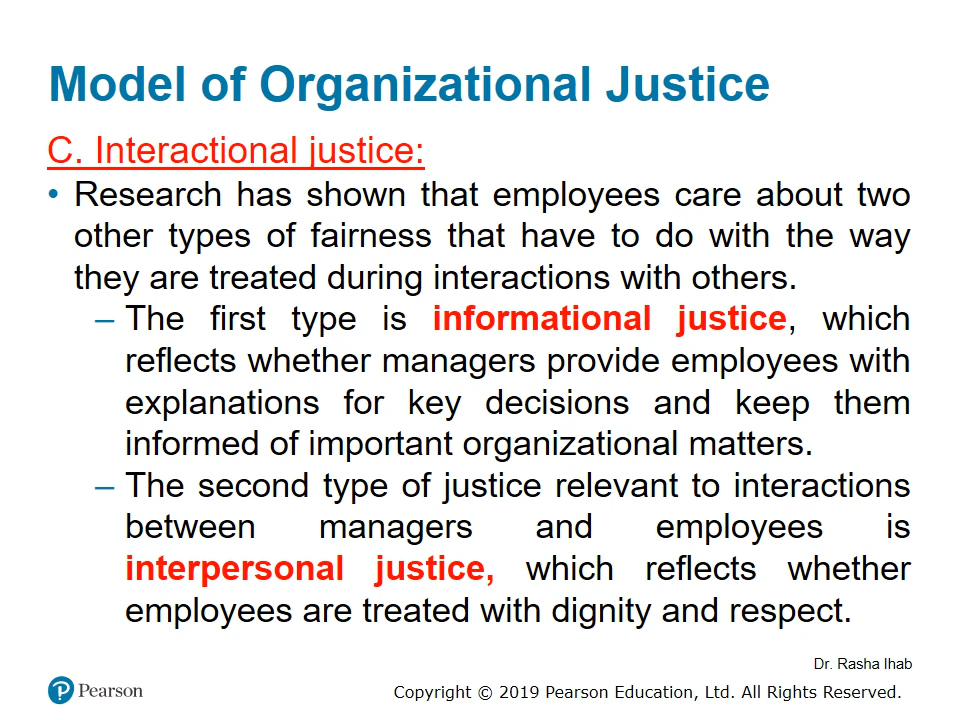 Model of Organizational Justice
C. Interactional justice:
• Research has shown that employees care about two
other types of fairness that have to do with the way
they are treated during interactions with others.
– The first type is informational justice, which
reflects whether managers provide employees with
explanations for key decisions and keep them
informed of important organizational matters.
– The second type of justice relevant to interactions
between managers and employees is
interpersonal justice, which reflects whether
employees are treated with dignity and respect.
Dr. Rasha Ihab
P Pearson
Copyright © 2019 Pearson Education, Ltd. All Rights Reserved.